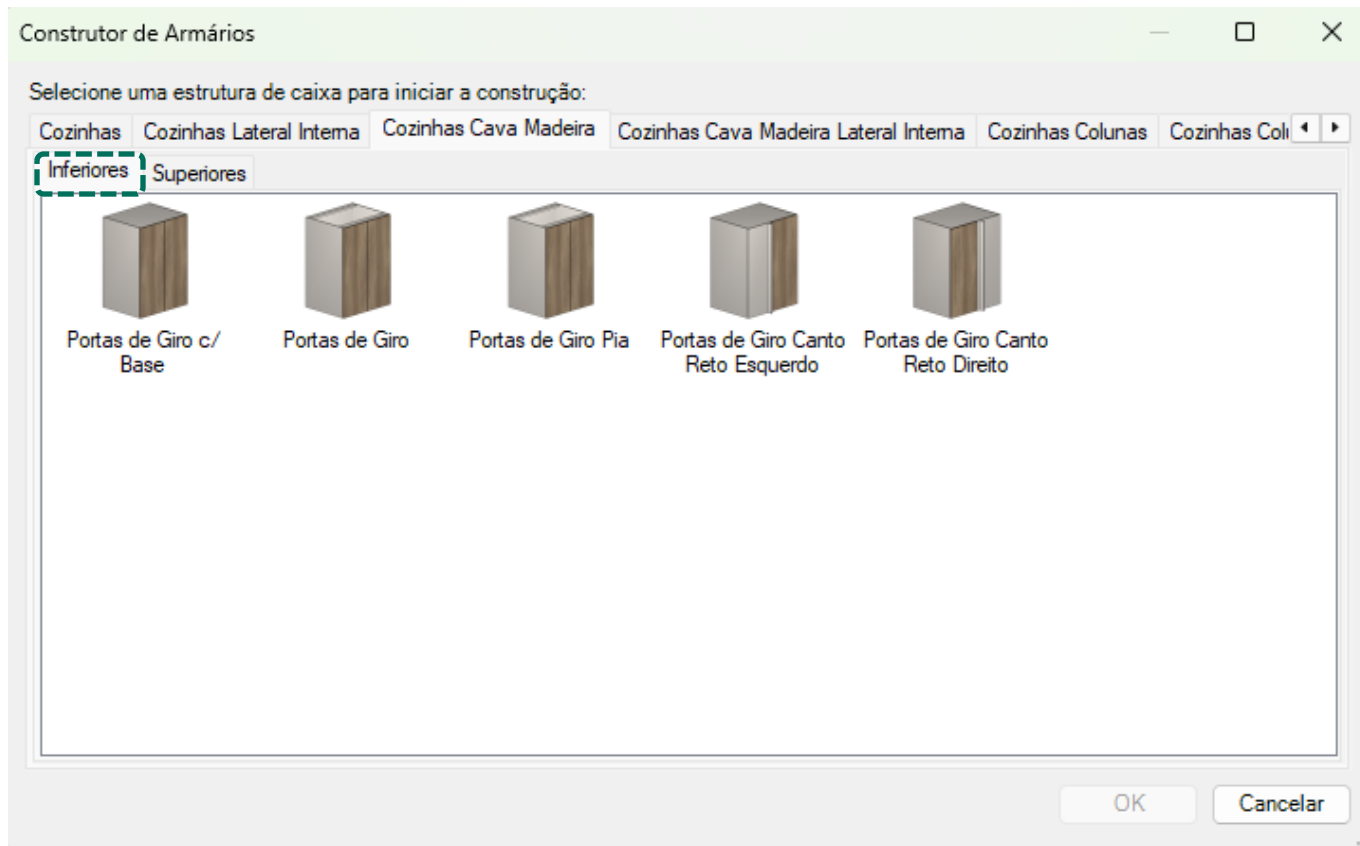 Construtor de Armários
Selecione uma estrutura de caixa para iniciar a construção:
Cozinhas Cozinhas Lateral Interna Cozinhas Cava Madeira Cozinhas Cava Madeira Lateral Interna Cozinhas Colunas Cozinhas Colu
Inferiores Superiores
Portas de Giro c/ Base
Portas de Giro
Portas de Giro Pia
Portas de Giro Canto Reto Esquerdo
Portas de Giro Canto Reto Direito
OK Cancelar